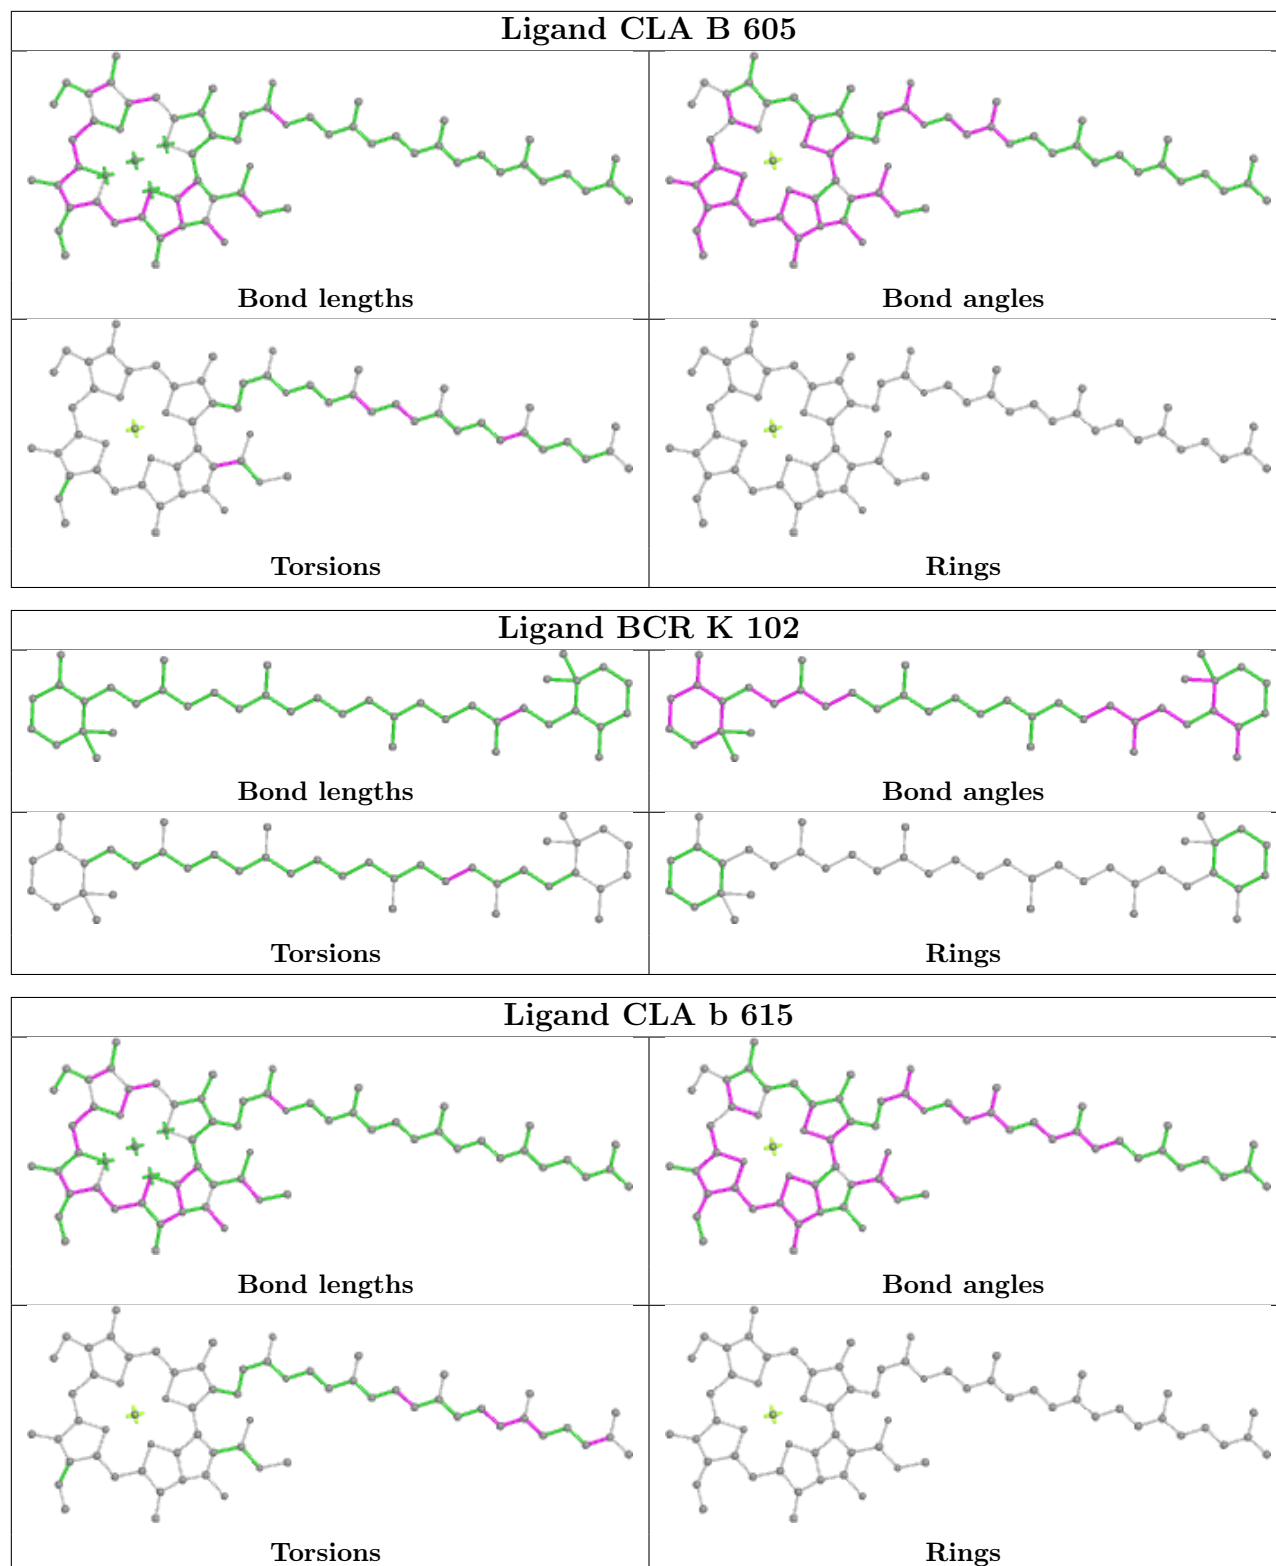 Ligand CLA B 605
Bond lengths
Bond angles
Torsions
Rings
Ligand BCR K 102
Bond lengths
Bond angles
Torsions
Rings
Ligand CLA b 615
Bond lengths
Bond angles
Torsions
Rings